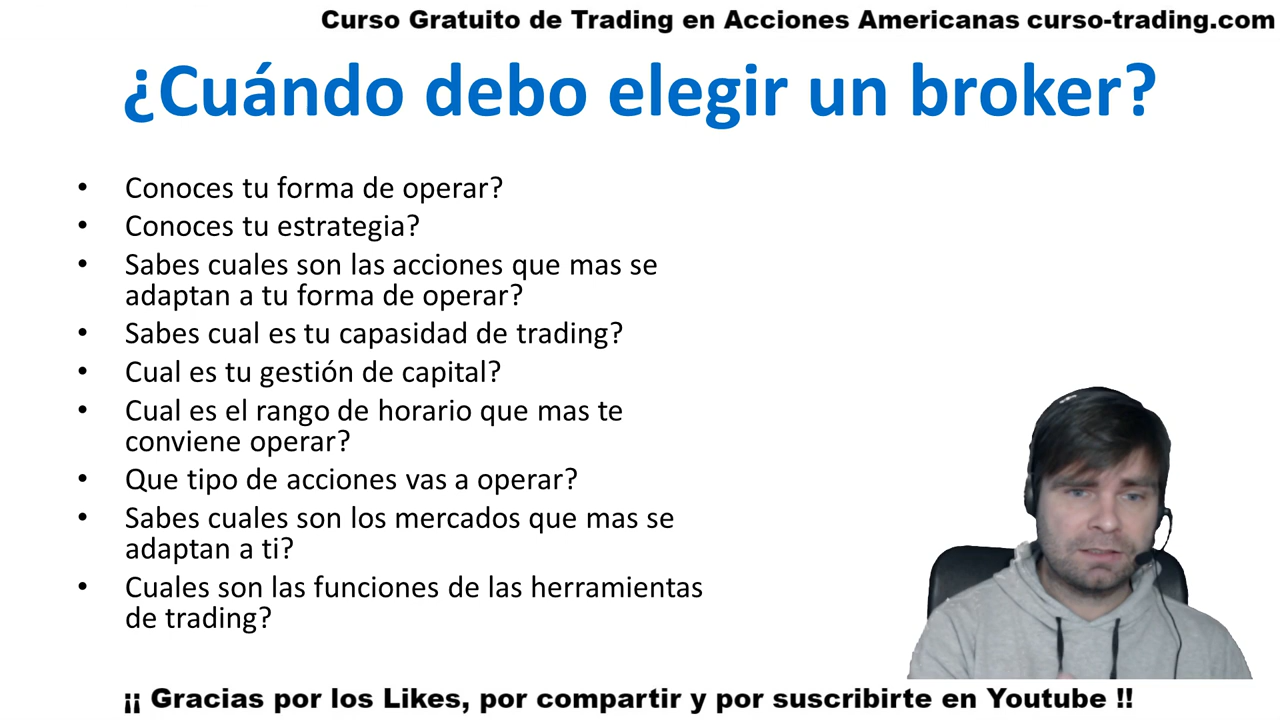 Curso Gratuito de Trading en Acciones Americanas curso-trading.com
¿Cuándo debo elegir un broker?
• Conoces tu forma de operar?
• Conoces tu estrategia?
• Sabes cuales son las acciones que mas se
adaptan a tu forma de operar?
• Sabes cual es tu capasidad de trading?
• Cual es tu gestión de capital?
• Cual es el rango de horario que mas te
conviene operar?
• Que tipo de acciones vas a operar?
• Sabes cuales son los mercados que mas se
adaptan a ti?
• Cuales son las funciones de las herramientas
de trading?
¡¡ Gracias por los Likes, por compartir y por suscribirte en Youtube !!